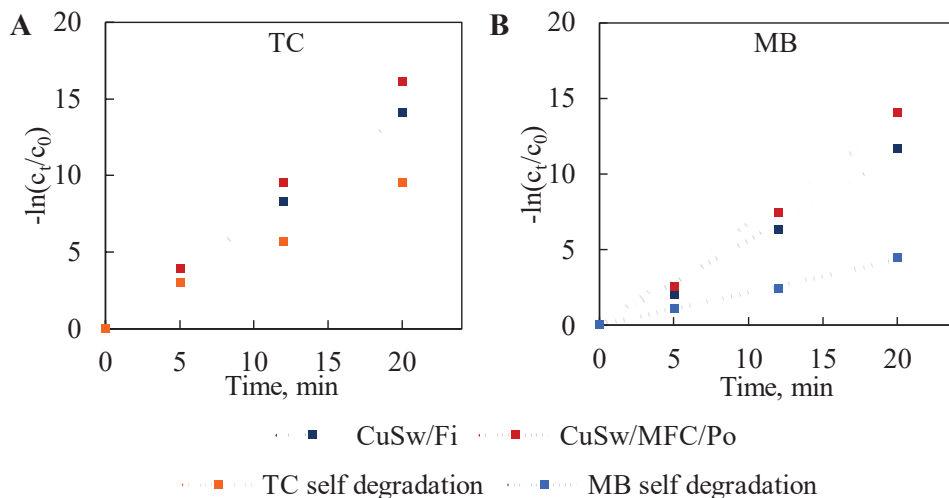 A
TC
20
15
10
5
0
-ln(cₜ/c₀)
0 5 10 15 20
Time, min
B
MB
20
15
10
5
0
-ln(cₜ/c₀)
0 5 10 15 20
Time, min
CuSw/Fi CuSw/MFC/Po
TC self degradation MB self degradation